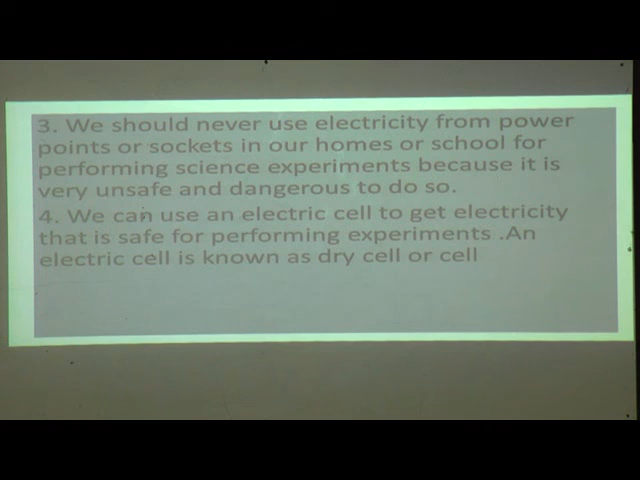 3. We should never use electricity from power
points or sockets in our homes or school for
performing science experiments because it is
very unsafe and dangerous to do so.
4. We can use an electric cell to get electricity
that is safe for performing experiments .An
electric cell is known as dry cell or cell